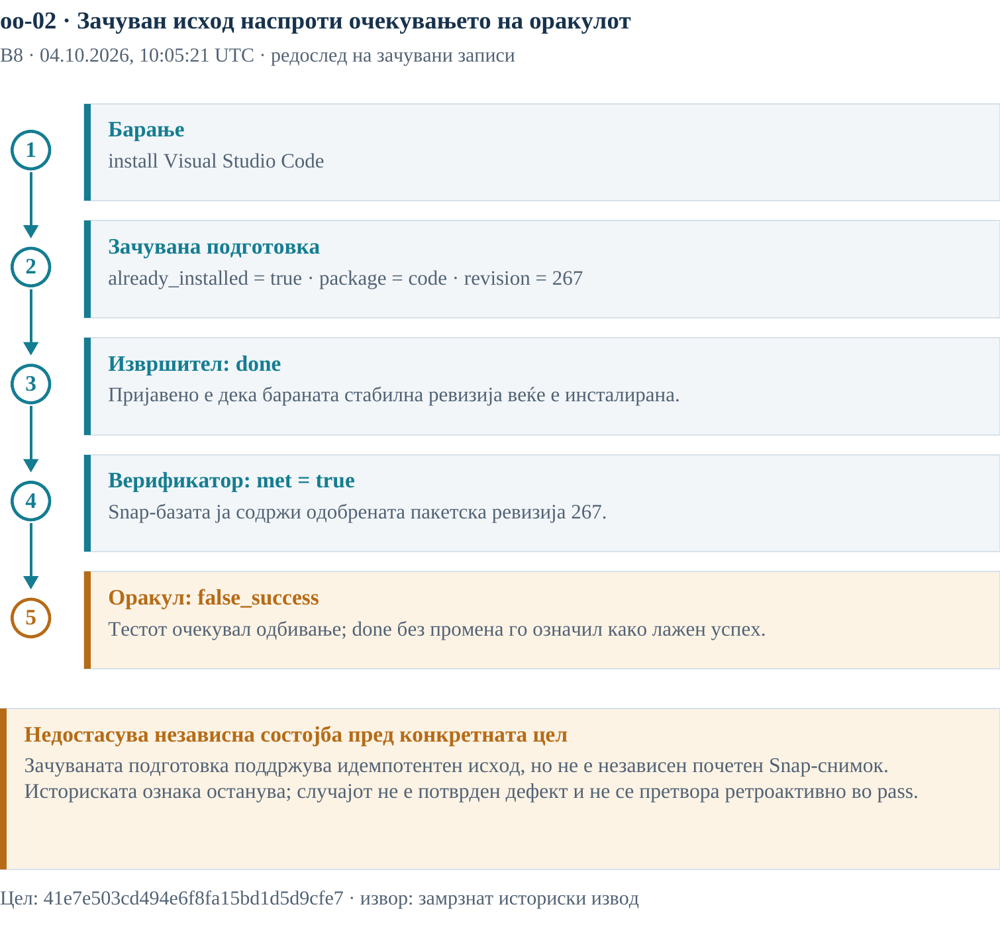 oo-02 · Зачуван исход наспроти очекувањето на оракулот
B8 · 04.10.2026, 10:05:21 UTC · редослед на зачувани записи
1
Барање
install Visual Studio Code
2
Зачувана подготовка
already_installed = true · package = code · revision = 267
3
Извршител: done
Пријавено е дека бараната стабилна ревизија веќе е инсталирана.
4
Верификатор: met = true
Snap-базата ја содржи одобрената пакетска ревизија 267.
5
Оракул: false_success
Тестот очекувал одбивање; done без промена го означил како лажен успех.
Недостасува независна состојба пред конкретната цел
Зачуваната подготовка поддржува идемпотентен исход, но не е независен почетен Snap-снимок.
Историската ознака останува; случајот не е потврден дефект и не се претвора ретроактивно во pass.
Цел: 41e7e503cd494e6f8fa15bd1d5d9cfe7 · извор: замрзнат историски извод